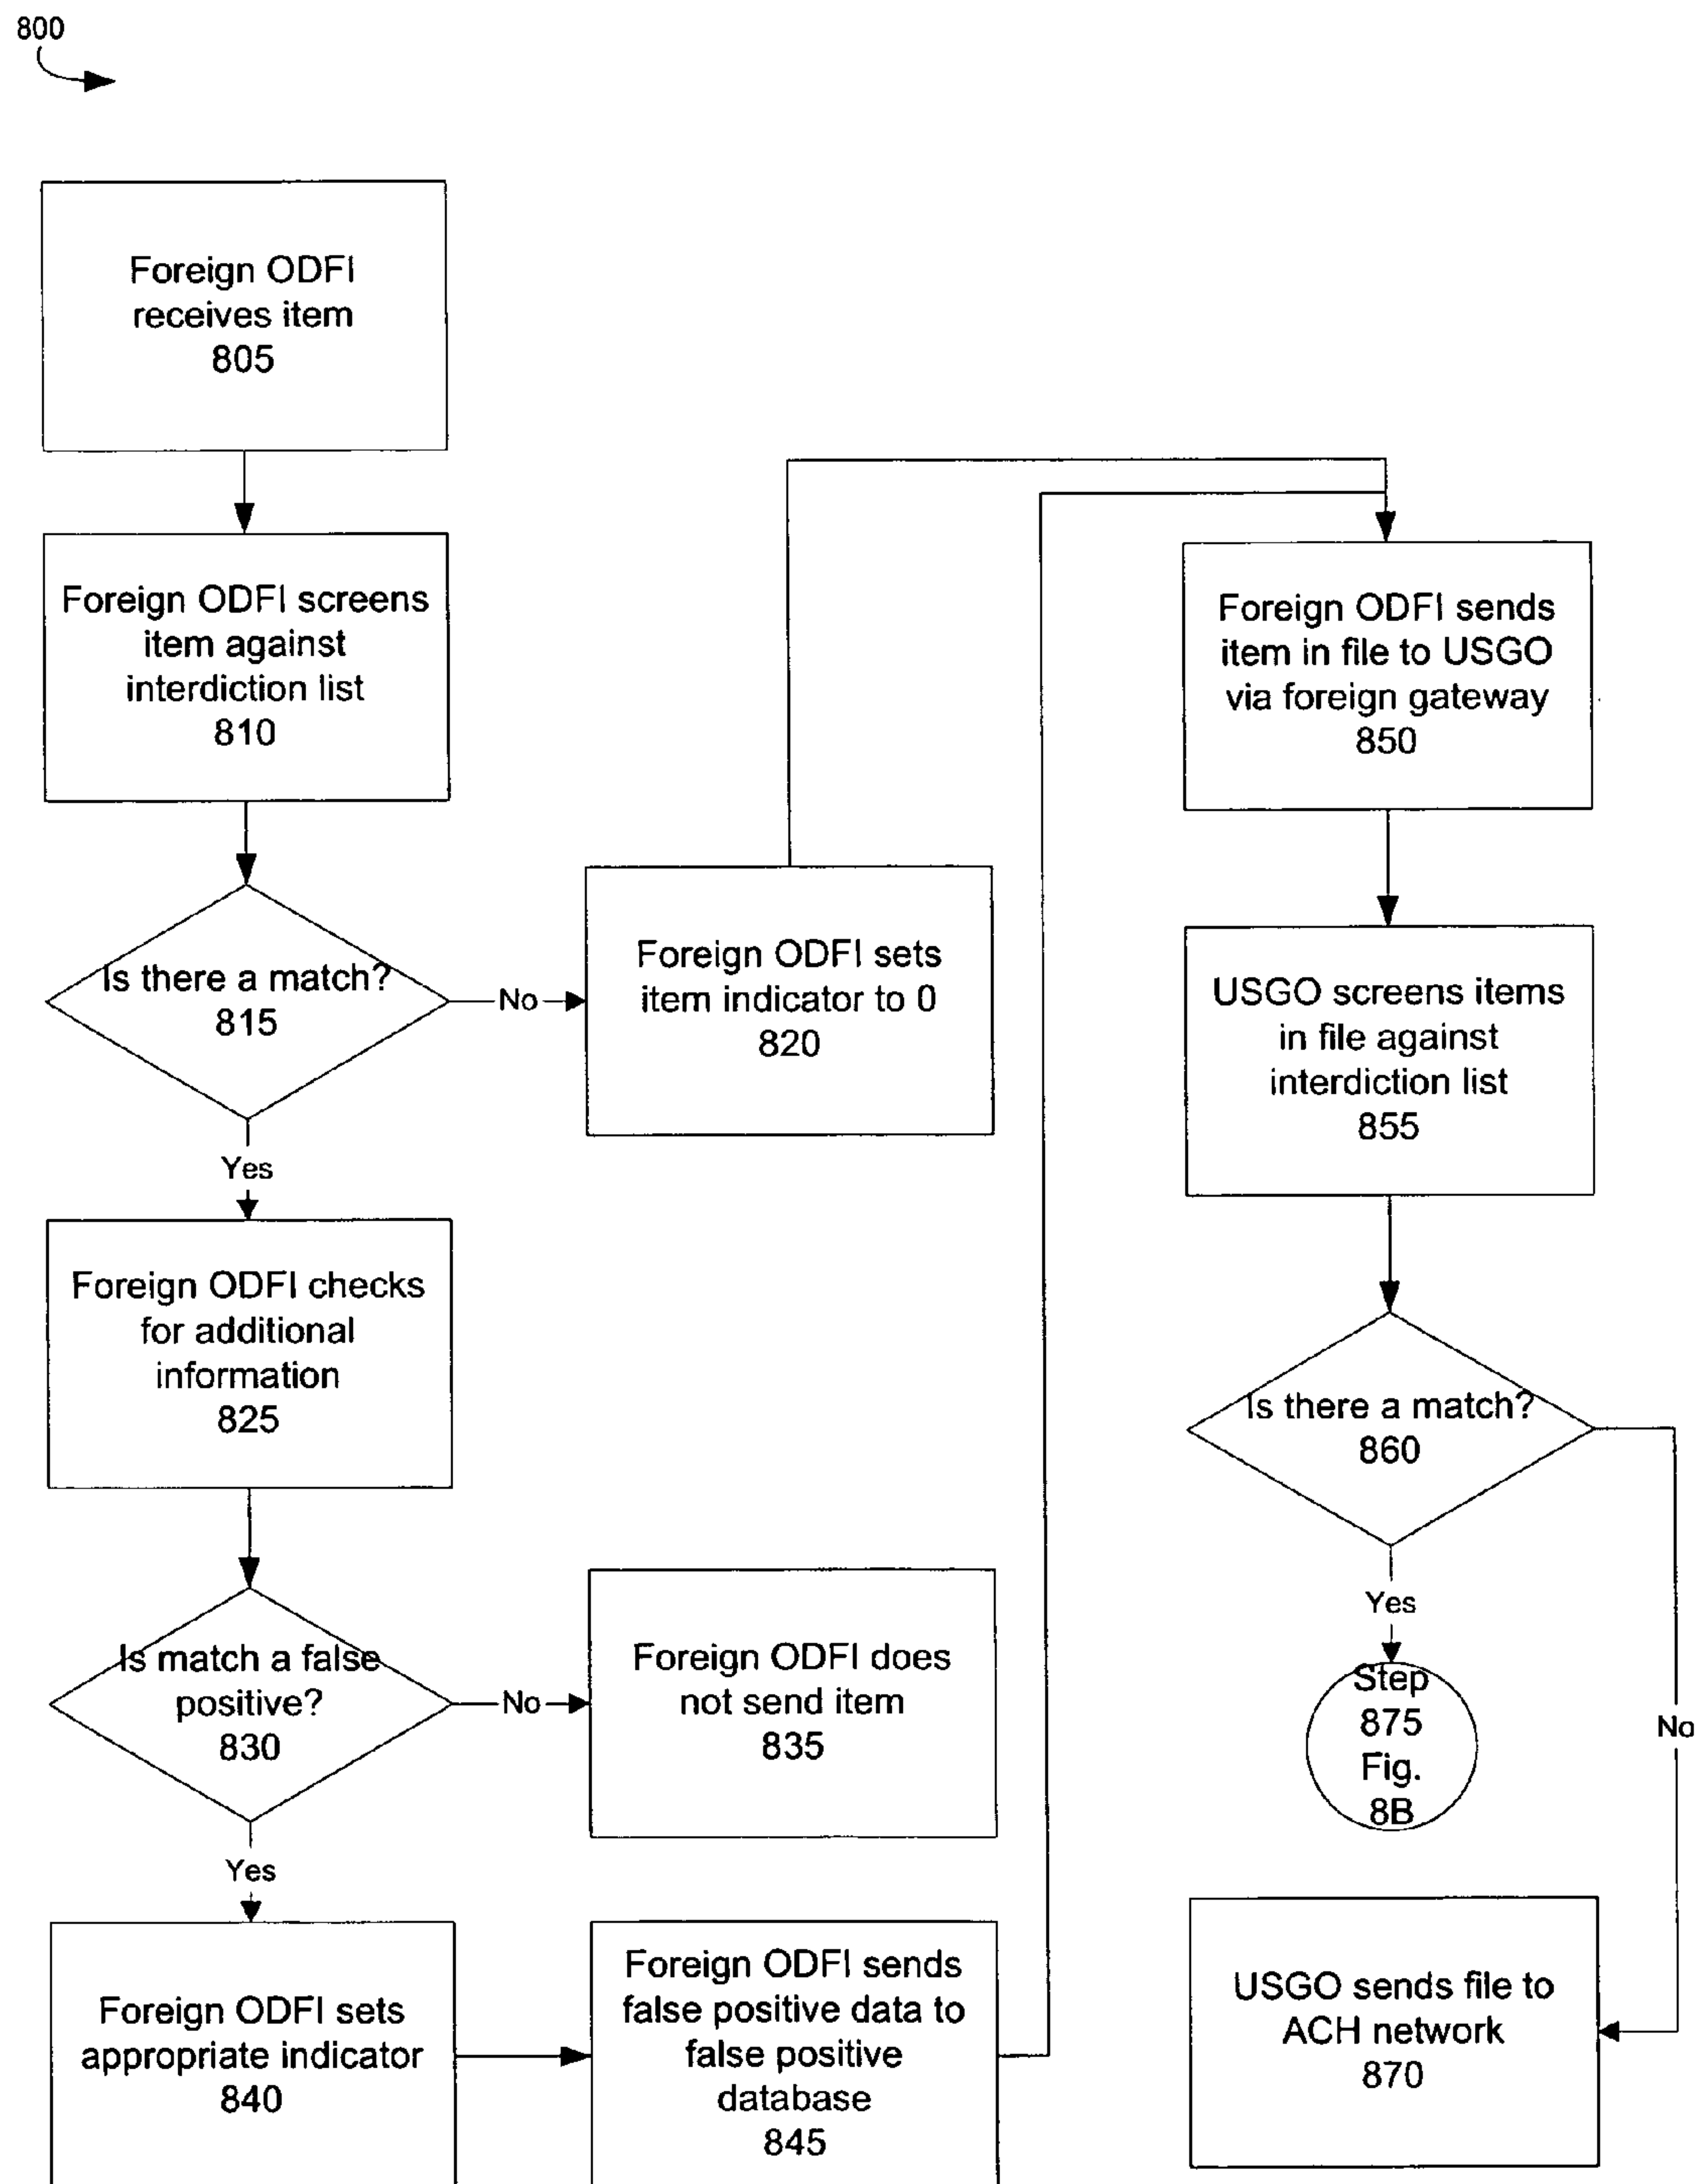 800
Foreign ODFI
receives item
805
Foreign ODFI screens
item against
interdiction list
810
Is there a match?
815
No
Foreign ODFI sets
item indicator to 0
820
Yes
Foreign ODFI checks
for additional
information
825
Is match a false
positive?
830
No
Foreign ODFI does
not send item
835
Yes
Foreign ODFI sets
appropriate indicator
840
Foreign ODFI sends
false positive data to
false positive
database
845
Foreign ODFI sends
item in file to USGO
via foreign gateway
850
USGO screens items
in file against
interdiction list
855
Is there a match?
860
Yes
Step
875
Fig.
8B
No
USGO sends file to
ACH network
870